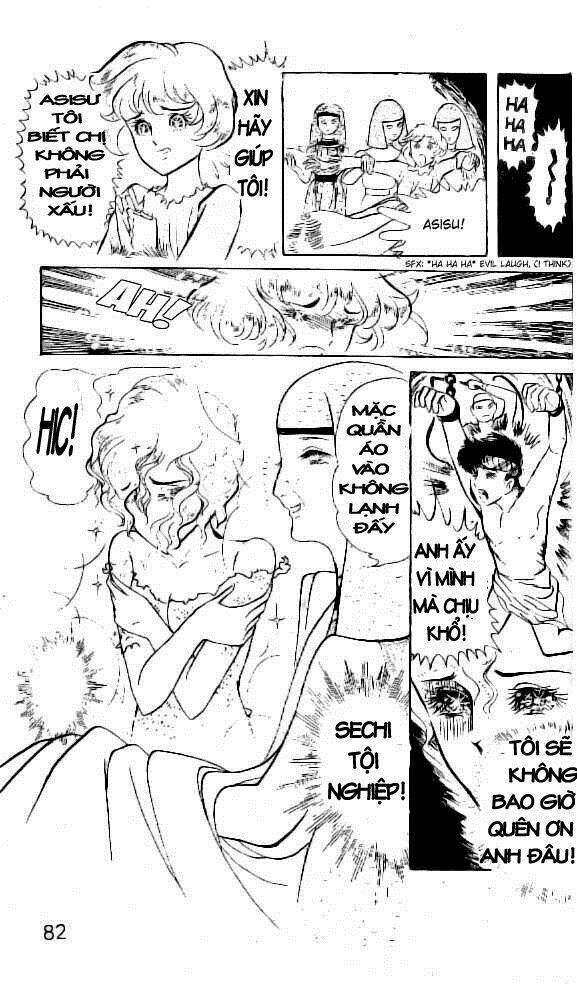 ASISƯ
TÔI
BIẾT CHỊ
KHÔNG
PHẢI
NGƯỜI
XẤU!
XIN
HÃY
GIÚP
TÔI!
ASISU!
HA
HA
HA
SFX: *HA HA HA* EVIL LAUGH, (I THINK)
AH!
HIC!
MẶC
QUẦN
ÁO
VÀO
KHÔNG
LẠNH
ĐẤY
ANH ẤY
VÌ MÌNH
MÀ CHỊU
KHỔ!
SECHI
TỘI
NGHIỆP!
TÔI SẼ
KHÔNG
BAO GIỜ
QUÊN ƠN
ANH ĐÂU!
82